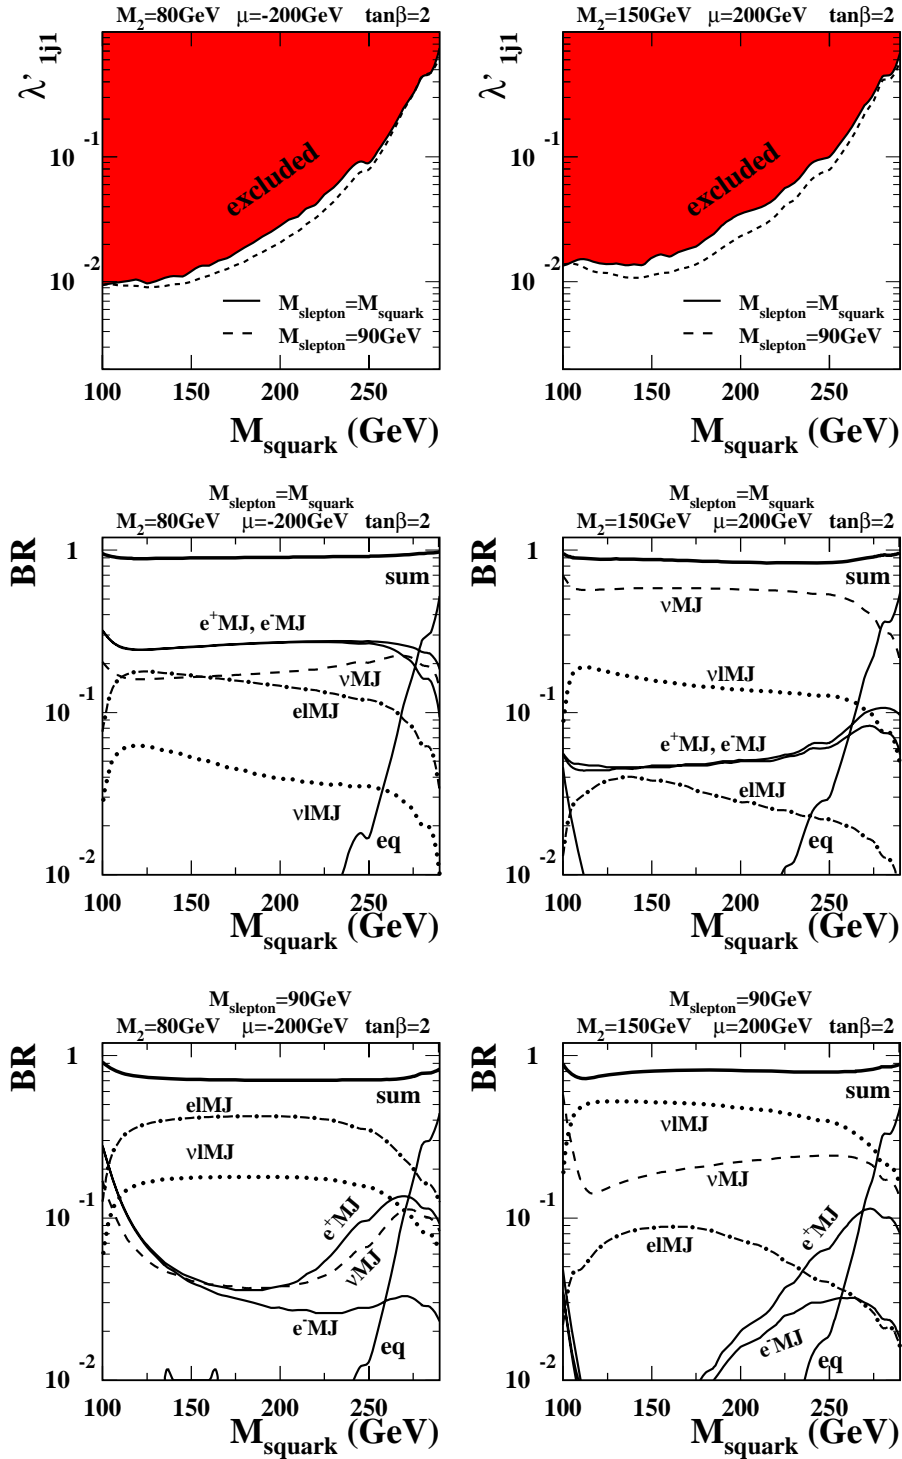 M2=80GeV μ=-200GeV tanβ=2
M2=150GeV μ=200GeV tanβ=2
λ' 1j1
10 -1
excluded
10 -2
Mslepton=Msquark
Mslepton=90GeV
100 150 200 250
Msquark (GeV)
λ' 1j1
10 -1
excluded
10 -2
Mslepton=Msquark
Mslepton=90GeV
100 150 200 250
Msquark (GeV)
Mslepton=Msquark
M2=80GeV μ=-200GeV tanβ=2
BR
1
sum
e+MJ, e-MJ
νMJ
10 -1
elMJ
νlMJ
eq
10 -2
100 150 200 250
Msquark (GeV)
Mslepton=Msquark
M2=150GeV μ=200GeV tanβ=2
BR
1
sum
νMJ
νlMJ
10 -1
e+MJ, e-MJ
elMJ
eq
10 -2
100 150 200 250
Msquark (GeV)
Mslepton=90GeV
M2=80GeV μ=-200GeV tanβ=2
BR
1
sum
elMJ
νlMJ
10 -1
e+MJ
νMJ
e-MJ
eq
10 -2
100 150 200 250
Msquark (GeV)
Mslepton=90GeV
M2=150GeV μ=200GeV tanβ=2
BR
1
sum
νlMJ
νMJ
10 -1
e+MJ
elMJ
e-MJ
eq
10 -2
100 150 200 250
Msquark (GeV)